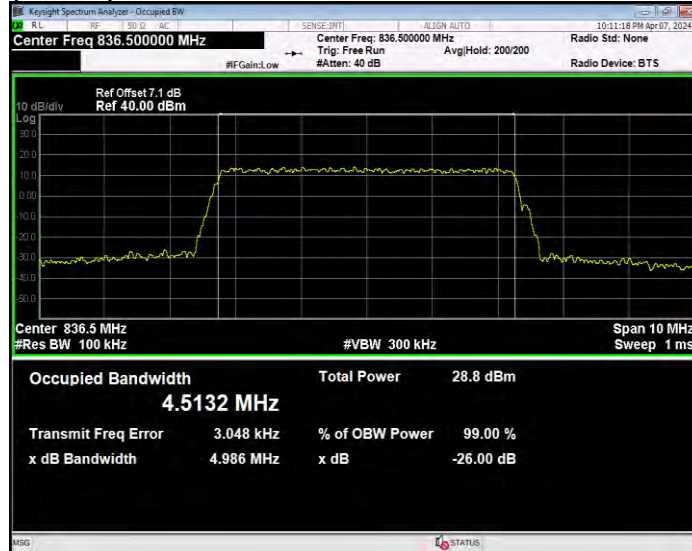 Keysight Spectrum Analyzer - Occupied BW
RL RF 50 Ω AC SENSE:INT ALIGN AUTO 10:11:18 PM Apr 07, 2024
Center Freq 836.500000 MHz Center Freq: 836.500000 MHz Radio Std: None
Trig: Free Run Avg|Hold: 200/200
#IFGain:Low #Atten: 40 dB Radio Device: BTS
Ref Offset 7.1 dB
10 dB/div Ref 40.00 dBm
Log
30.0
20.0
10.0
0.00
-10.0
-20.0
-30.0
-40.0
-50.0
Center 836.5 MHz Span 10 MHz
#Res BW 100 kHz #VBW 300 kHz Sweep 1 ms
Occupied Bandwidth Total Power 28.8 dBm
4.5132 MHz
Transmit Freq Error 3.048 kHz % of OBW Power 99.00 %
x dB Bandwidth 4.986 MHz x dB -26.00 dB
MSG STATUS